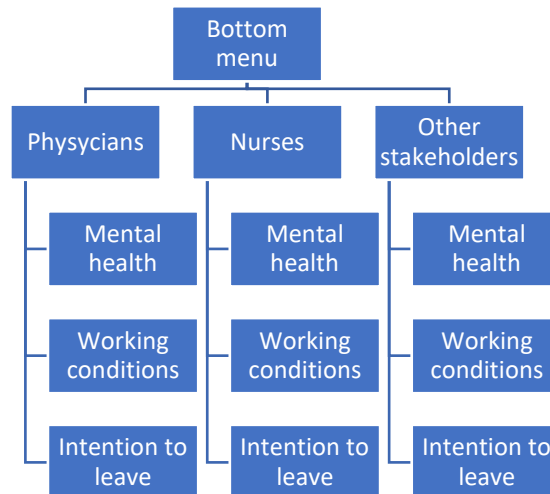 Bottom
menu
Physycians
Nurses
Other
stakeholders
Mental
health
Mental
health
Mental
health
Working
conditions
Working
conditions
Working
conditions
Intention to
leave
Intention to
leave
Intention to
leave